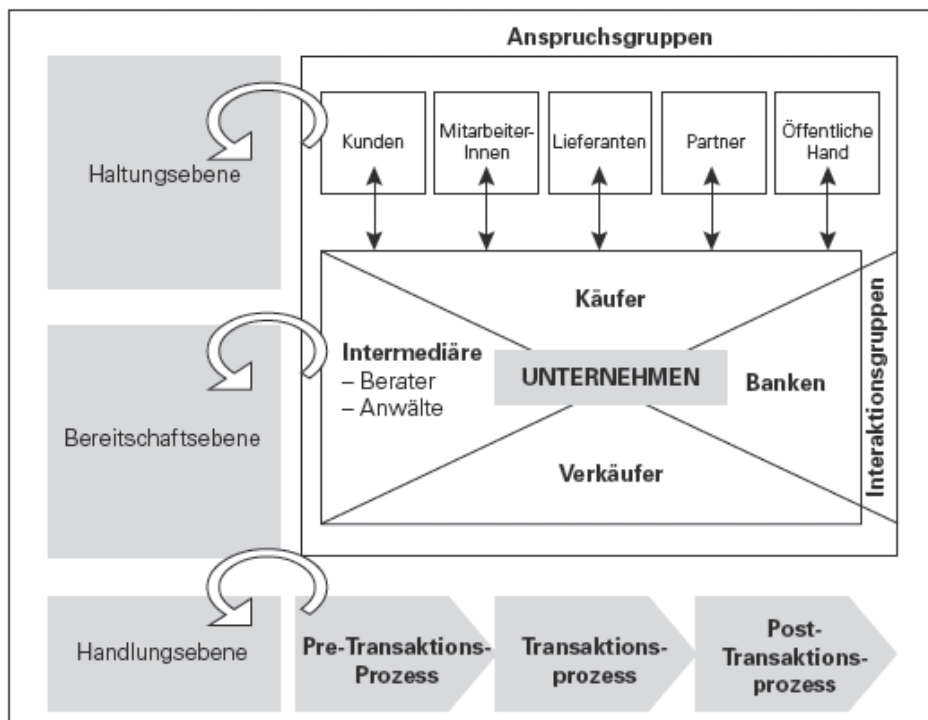 Anspruchsgruppen
Haltungsebene
Kunden
Mitarbeiter-
Innen
Lieferanten
Partner
Öffentliche
Hand
Bereitschaftsebene
Käufer
Intermediäre
– Berater
– Anwälte
UNTERNEHMEN
Banken
Verkäufer
Interaktionsgruppen
Handlungsebene
Pre-Transaktions-
Prozess
Transaktions-
prozess
Post-
Transaktions-
prozess